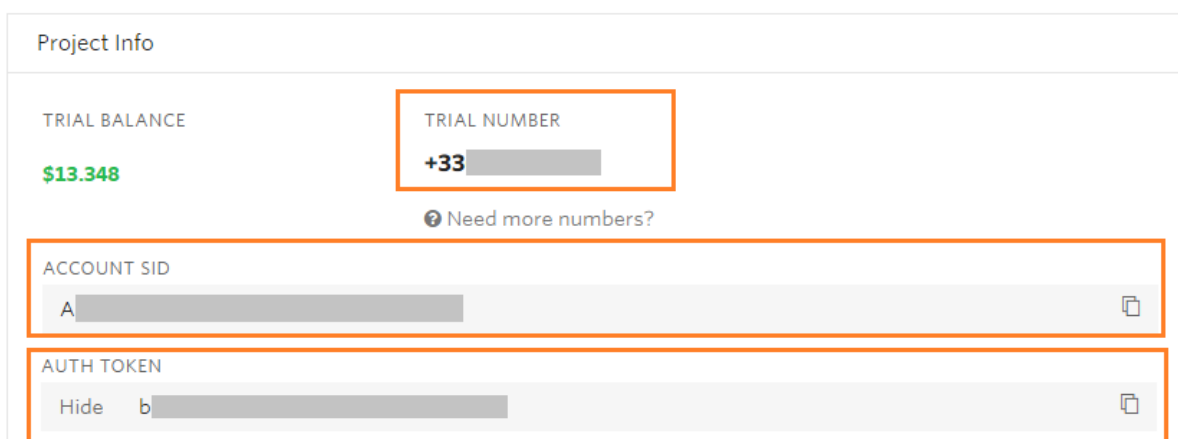 Project Info
TRIAL BALANCE
$13.348
TRIAL NUMBER
+33
Need more numbers?
ACCOUNT SID
A
AUTH TOKEN
Hide b